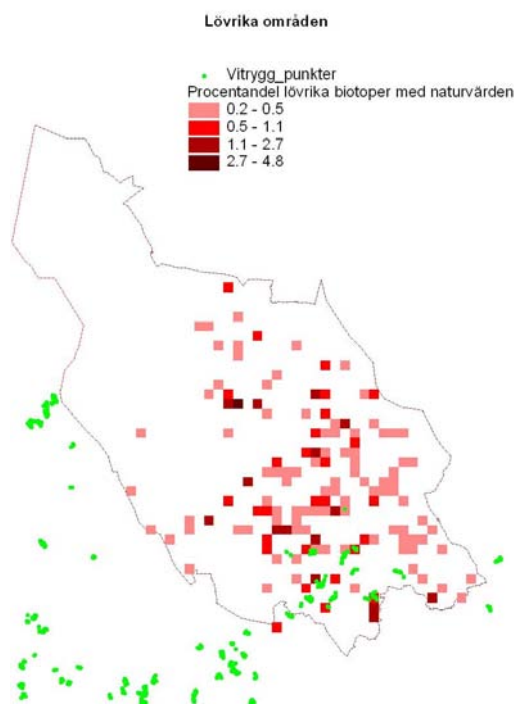 Lövrika områden
Vitrygg_punkter
Procentandel lövrika biotoper med naturvärden
0.2 - 0.5
0.5 - 1.1
1.1 - 2.7
2.7 - 4.8